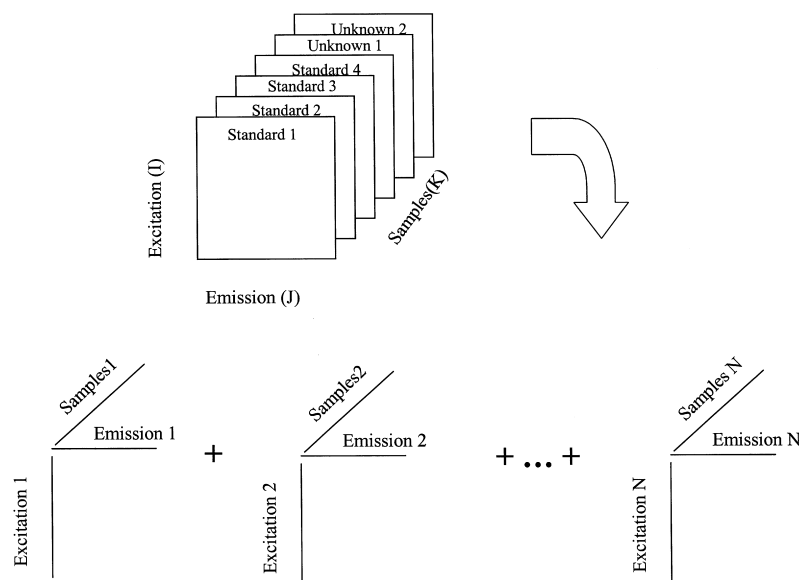 Unknown 2
Unknown 1
Standard 4
Standard 3
Standard 2
Standard 1
Excitation (I)
Samples(K)
Emission (J)
Samples1
Emission 1
Excitation 1
+
Samples2
Emission 2
Excitation 2
+ ... +
Samples N
Emission N
Excitation N